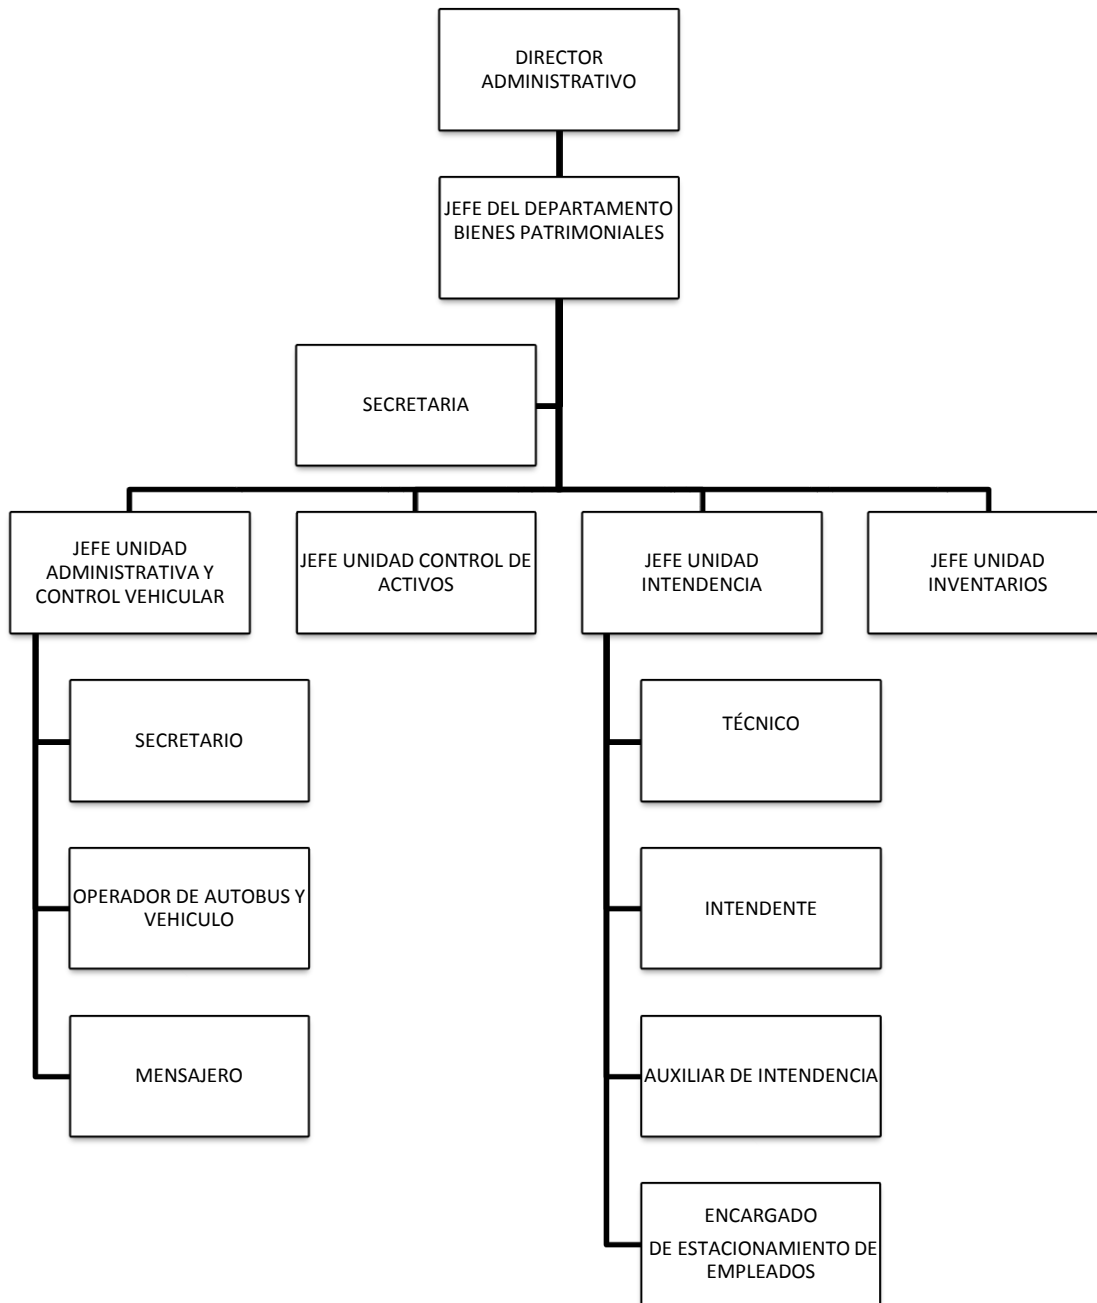 DIRECTOR
ADMINISTRATIVO
JEFE DEL DEPARTAMENTO
BIENES PATRIMONIALES
SECRETARIA
JEFE UNIDAD
ADMINISTRATIVA Y
CONTROL VEHICULAR
JEFE UNIDAD CONTROL DE
ACTIVOS
JEFE UNIDAD
INTENDENCIA
JEFE UNIDAD
INVENTARIOS
SECRETARIO
OPERADOR DE AUTOBUS Y
VEHICULO
MENSAJERO
TÉCNICO
INTENDENTE
AUXILIAR DE INTENDENCIA
ENCARGADO
DE ESTACIONAMIENTO DE
EMPLEADOS